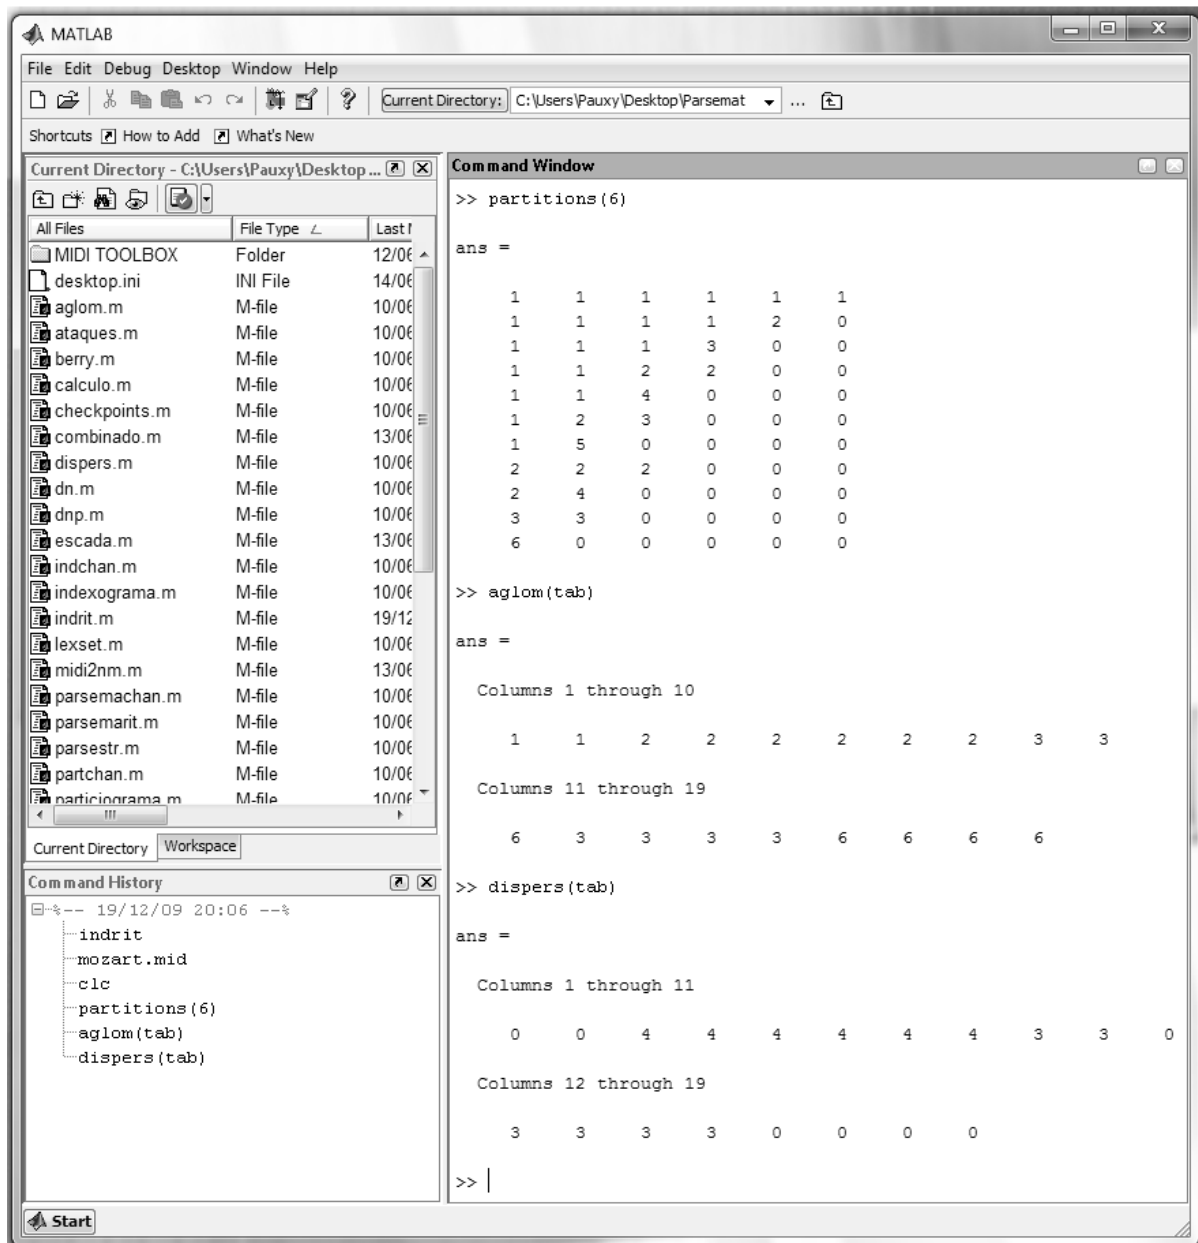 MATLAB
File Edit Debug Desktop Window Help
Current Directory: C:\Users\Pauxy\Desktop\Parsemat ...
Shortcuts How to Add What's New
Current Directory - C:\Users\Pauxy\Desktop ...
All Files File Type Last M
MIDI TOOLBOX Folder 12/06
desktop.ini INI File 14/06
aglom.m M-file 10/06
ataques.m M-file 10/06
berry.m M-file 10/06
calculo.m M-file 10/06
checkpoints.m M-file 10/06
combinado.m M-file 13/06
dispers.m M-file 10/06
dn.m M-file 10/06
dnp.m M-file 10/06
escada.m M-file 13/06
indchan.m M-file 10/06
indexograma.m M-file 10/06
indrit.m M-file 19/12
lexset.m M-file 10/06
midi2nm.m M-file 13/06
parsemachan.m M-file 10/06
parsemarit.m M-file 10/06
parsestr.m M-file 10/06
partchan.m M-file 10/06
particiograma.m M-file 10/06
Current Directory Workspace
Command History
%-- 19/12/09 20:06 --%
indrit
mozart.mid
clc
partitions(6)
aglom(tab)
dispers(tab)
Command Window
>> partitions(6)
ans =
1 1 1 1 1 1
1 1 1 1 2 0
1 1 1 3 0 0
1 1 2 2 0 0
1 1 4 0 0 0
1 2 3 0 0 0
1 5 0 0 0 0
2 2 2 0 0 0
2 4 0 0 0 0
3 3 0 0 0 0
6 0 0 0 0 0
>> aglom(tab)
ans =
Columns 1 through 10
1 1 2 2 2 2 2 2 3 3
Columns 11 through 19
6 3 3 3 3 6 6 6 6
>> dispers(tab)
ans =
Columns 1 through 11
0 0 4 4 4 4 4 4 3 3 0
Columns 12 through 19
3 3 3 3 0 0 0 0
>>
Start